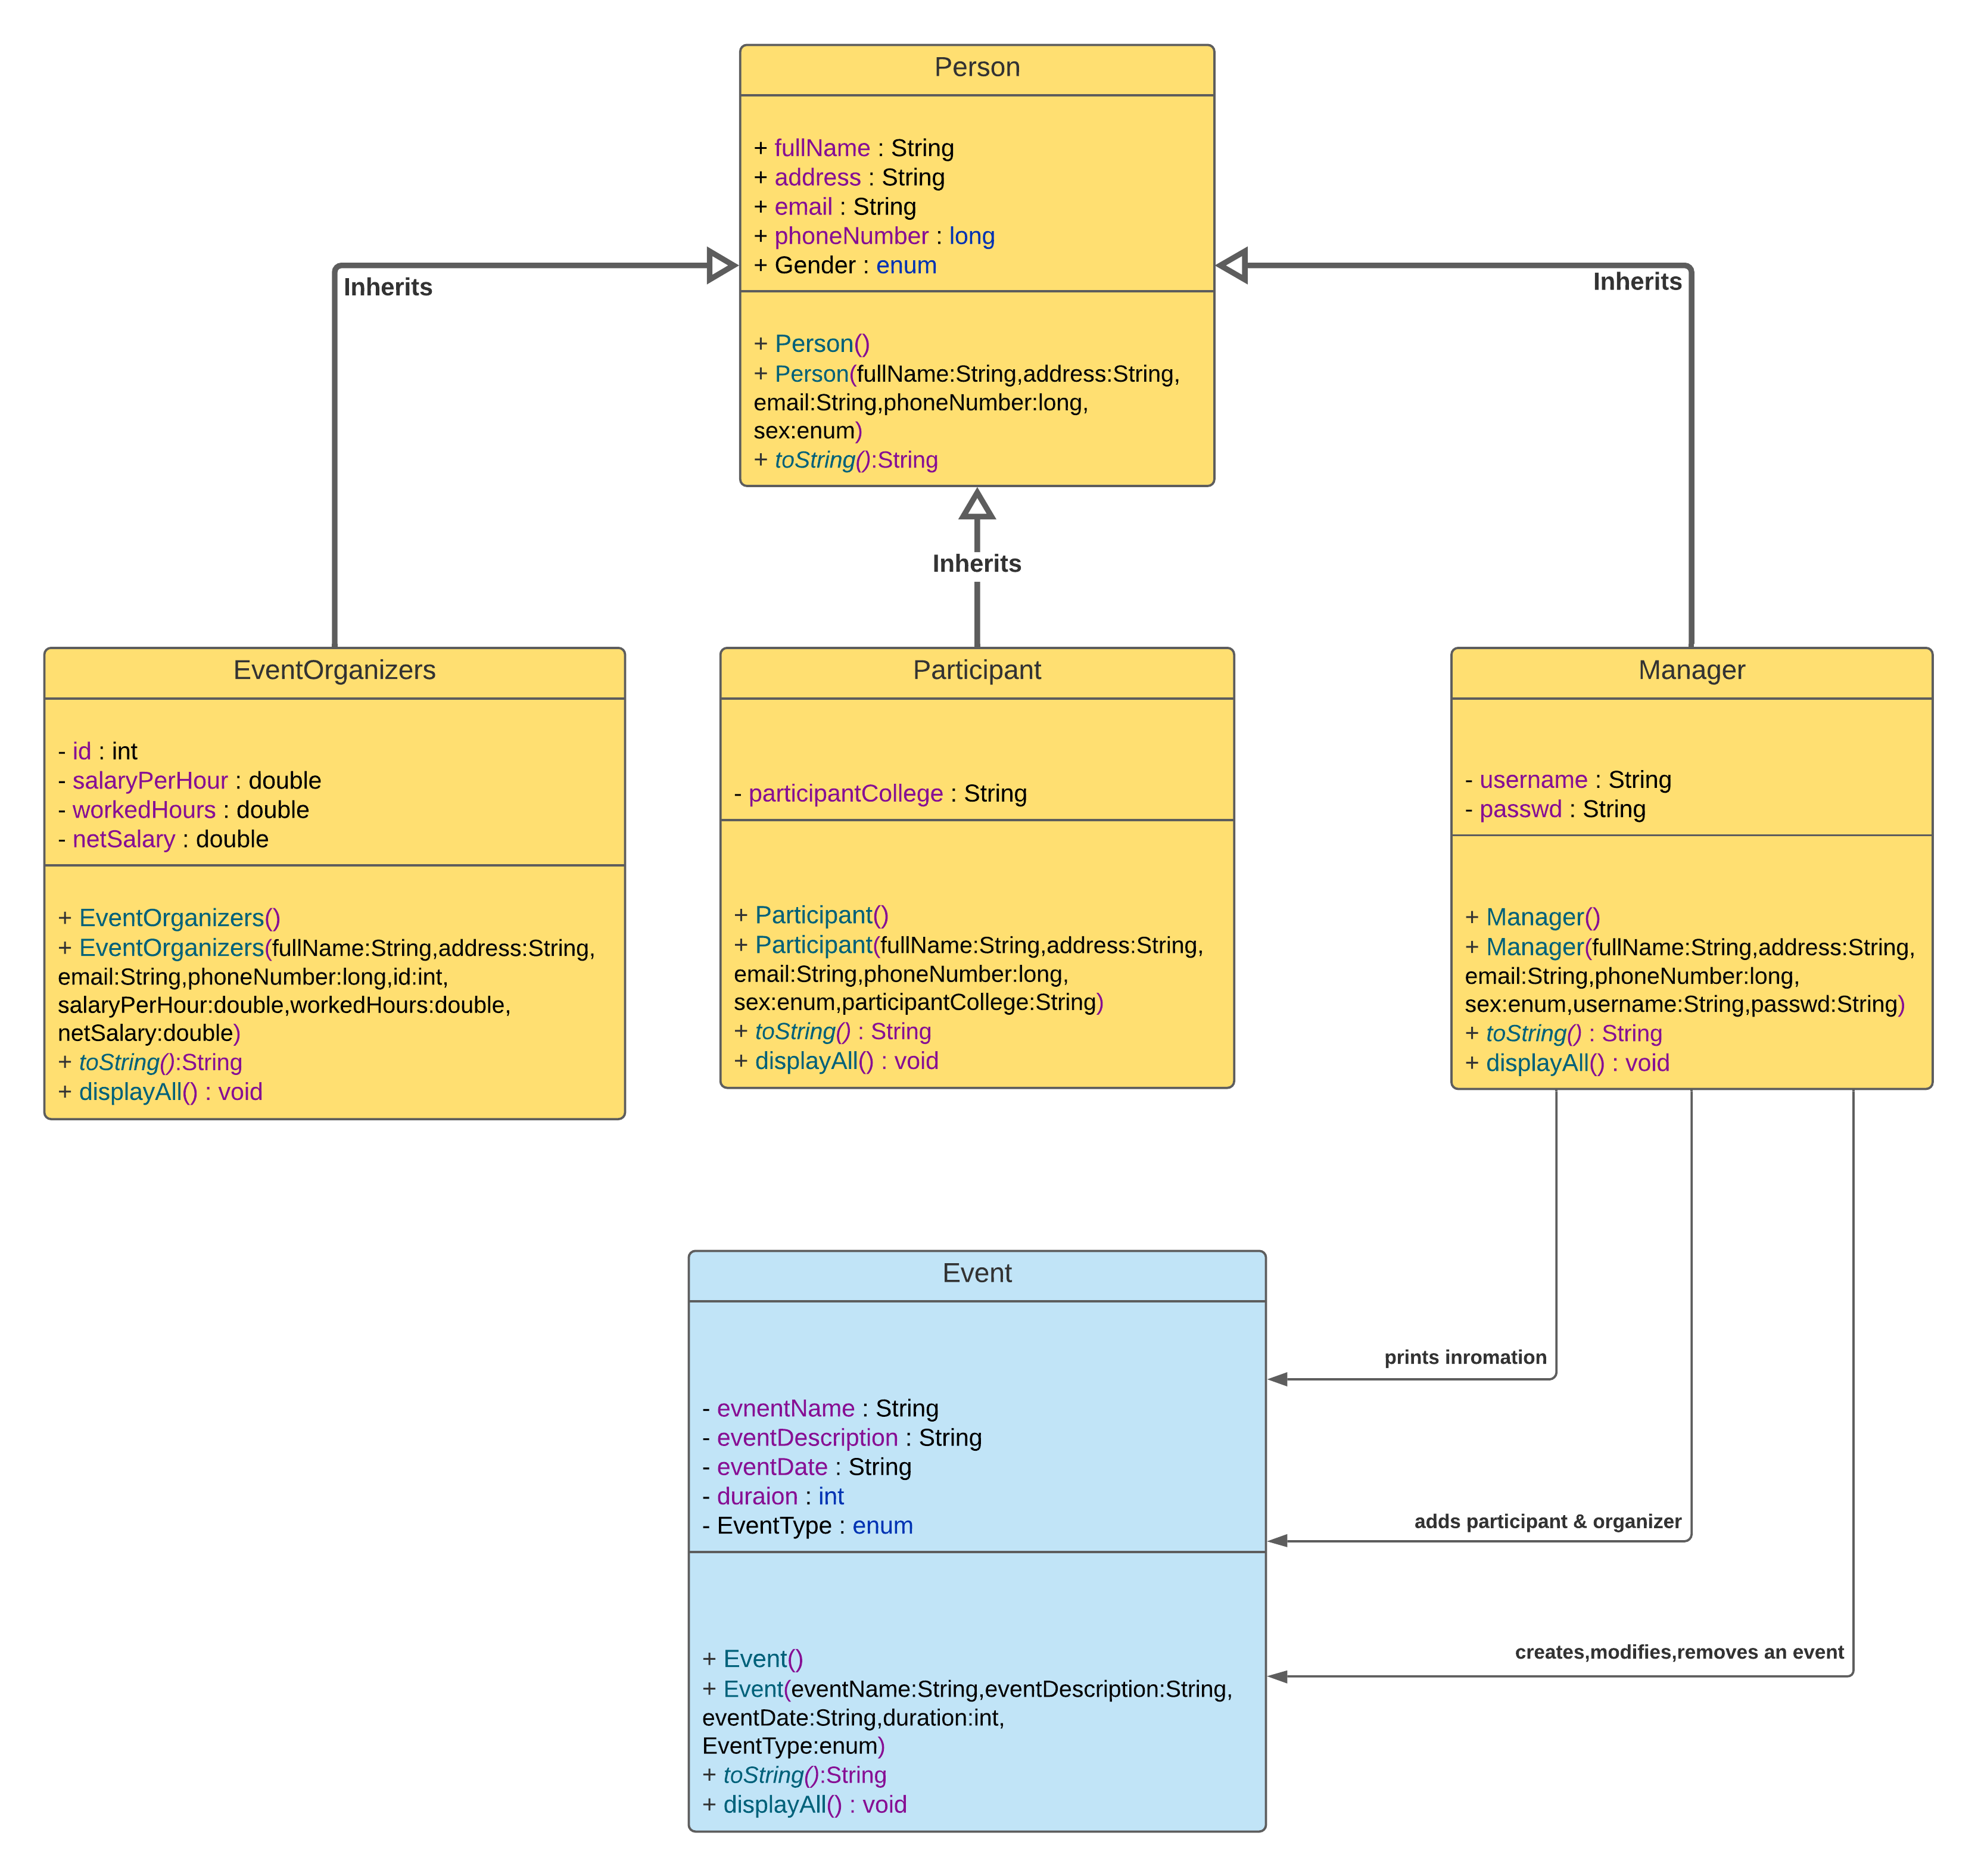 Person
+ fullName : String
+ address : String
+ email : String
+ phoneNumber : long
+ Gender : enum
+ Person()
+ Person(fullName:String,address:String,
email:String,phoneNumber:long,
sex:enum)
+ toString():String
Inherits
Inherits
Inherits
EventOrganizers
- id : int
- salaryPerHour : double
- workedHours : double
- netSalary : double
+ EventOrganizers()
+ EventOrganizers(fullName:String,address:String,
email:String,phoneNumber:long,id:int,
salaryPerHour:double,workedHours:double,
netSalary:double)
+ toString():String
+ displayAll() : void
Participant
- participantCollege : String
+ Participant()
+ Participant(fullName:String,address:String,
email:String,phoneNumber:long,
sex:enum,participantCollege:String)
+ toString() : String
+ displayAll() : void
Manager
- username : String
- passwd : String
+ Manager()
+ Manager(fullName:String,address:String,
email:String,phoneNumber:long,
sex:enum,username:String,passwd:String)
+ toString() : String
+ displayAll() : void
Event
- evnentName : String
- eventDescription : String
- eventDate : String
- duraion : int
- EventType : enum
+ Event()
+ Event(eventName:String,eventDescription:String,
eventDate:String,duration:int,
EventType:enum)
+ toString():String
+ displayAll() : void
prints inromation
adds participant & organizer
creates,modifies,removes an event